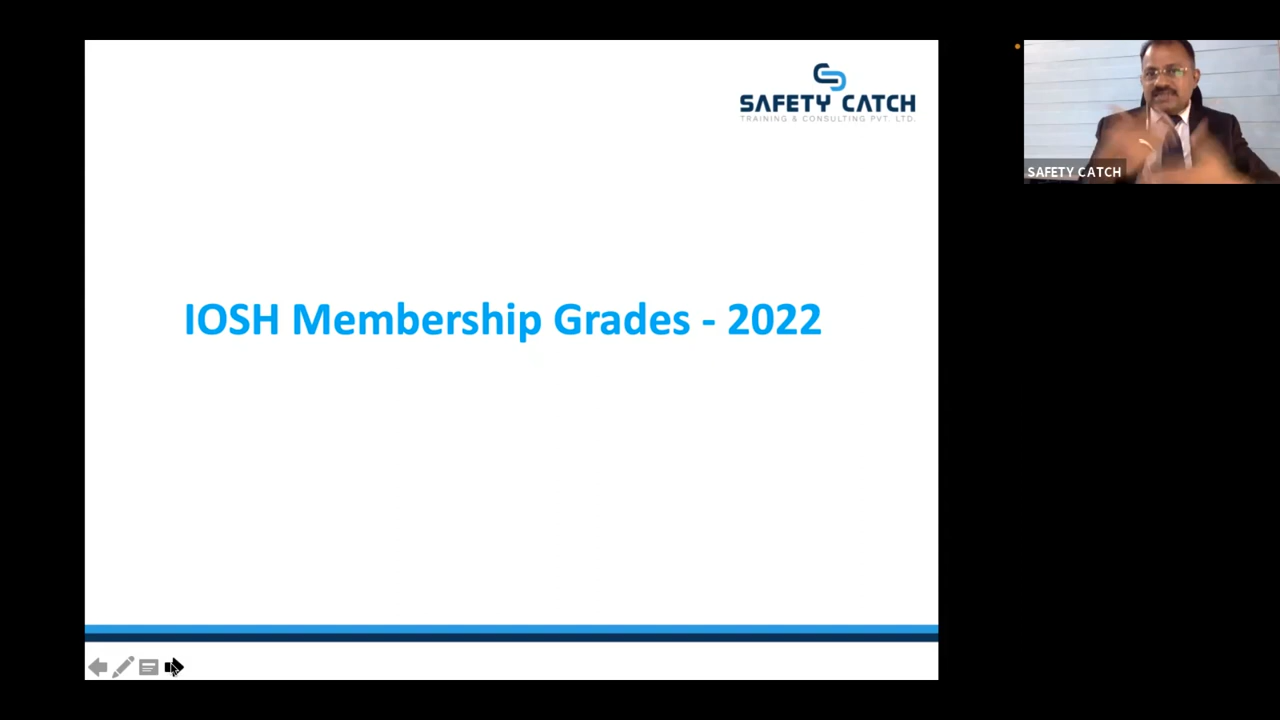 SAFETY CATCH
TRAINING & CONSULTING PVT. LTD.
SAFETY CATCH
IOSH Membership Grades - 2022